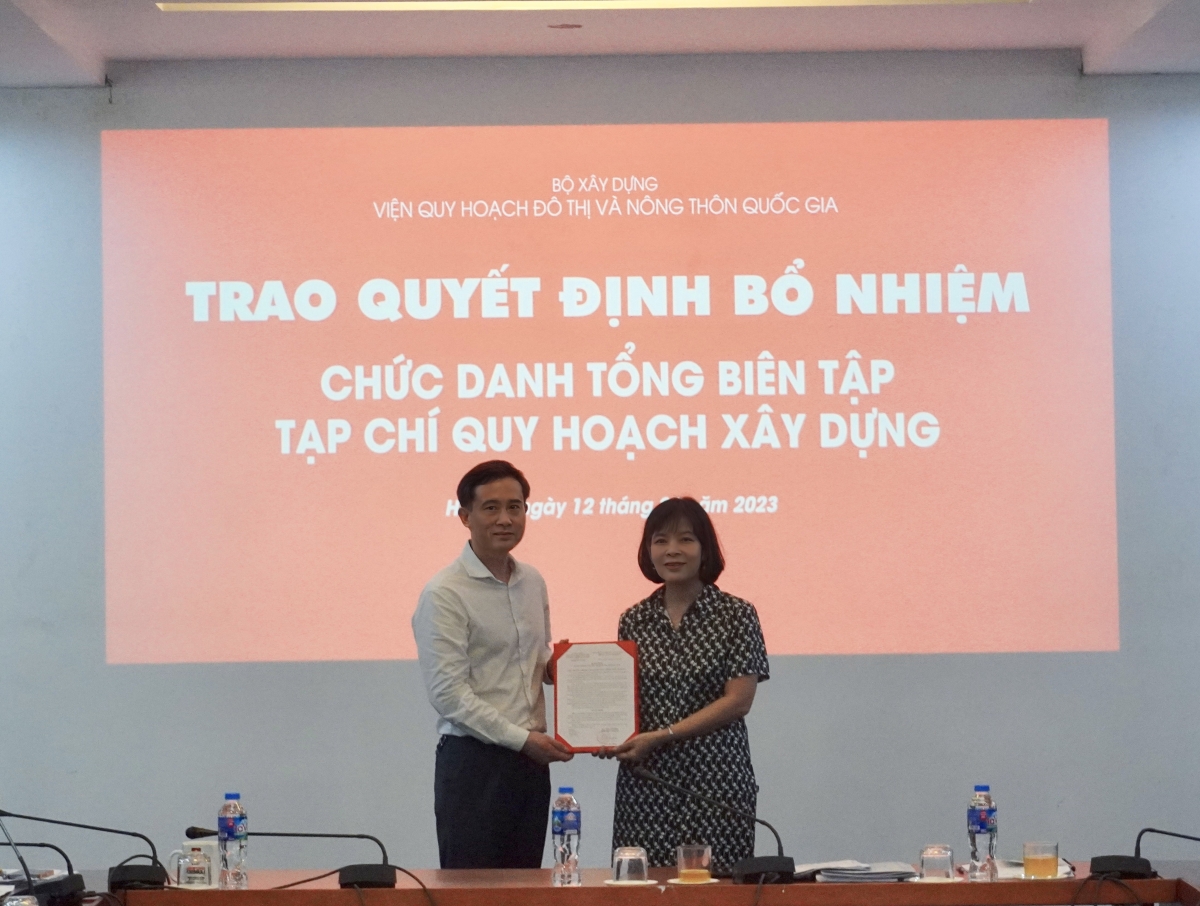 BỘ XÂY DỰNG
VIỆN QUY HOẠCH ĐÔ THỊ VÀ NÔNG THÔN QUỐC GIA
TRAO QUYẾT ĐỊNH BỔ NHIỆM
CHỨC DANH TỔNG BIÊN TẬP
TẠP CHÍ QUY HOẠCH XÂY DỰNG
12 tháng 2023